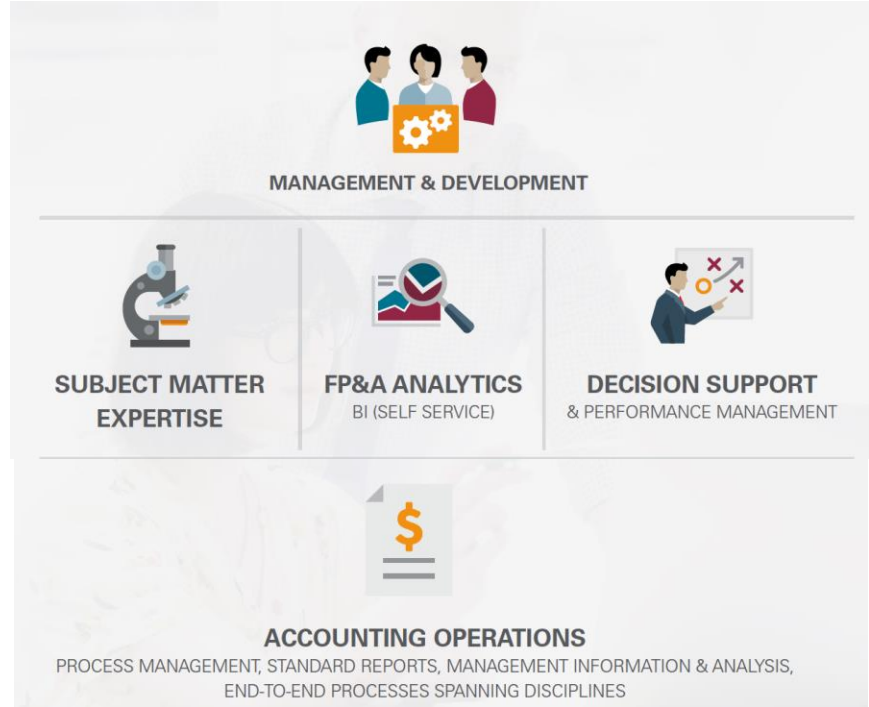 MANAGEMENT & DEVELOPMENT
SUBJECT MATTER
EXPERTISE
FP&A ANALYTICS
BI (SELF SERVICE)
DECISION SUPPORT
& PERFORMANCE MANAGEMENT
$
ACCOUNTING OPERATIONS
PROCESS MANAGEMENT, STANDARD REPORTS, MANAGEMENT INFORMATION & ANALYSIS,
END-TO-END PROCESSES SPANNING DISCIPLINES